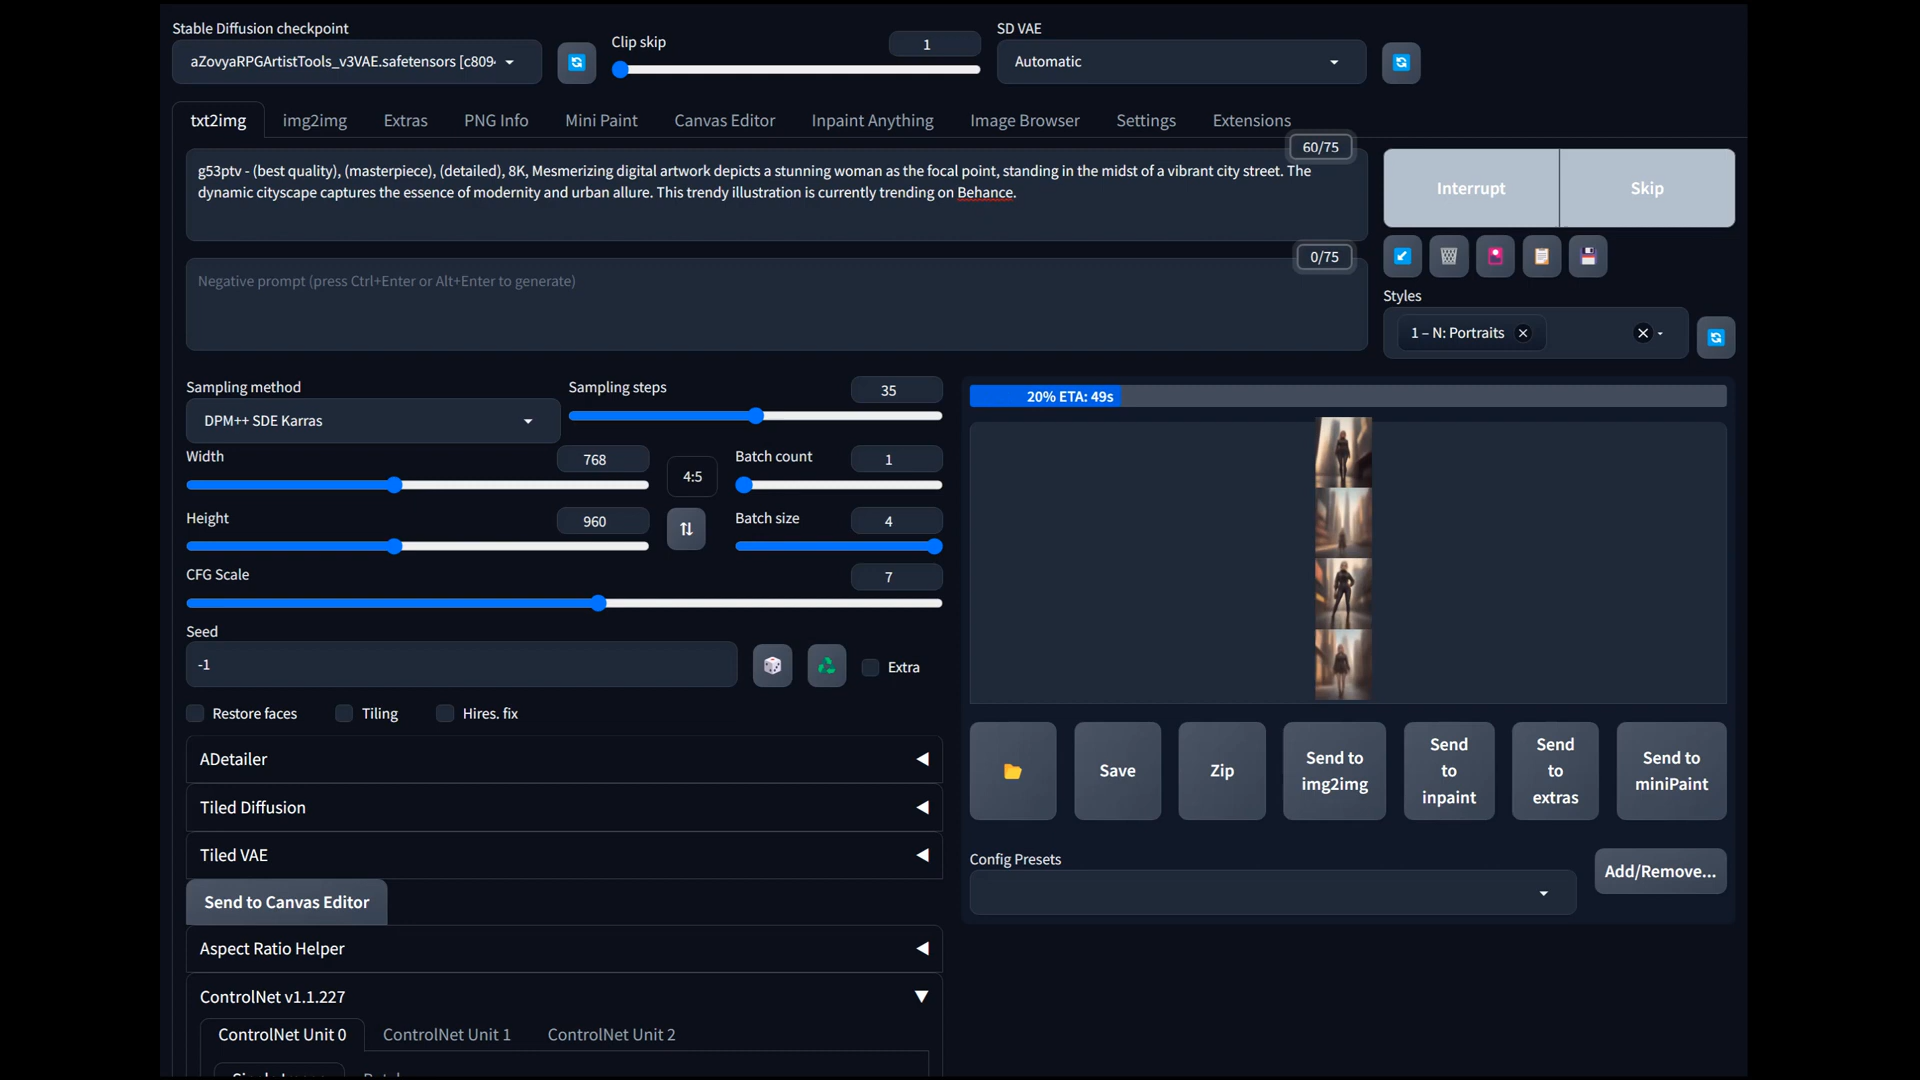 Stable Diffusion checkpoint
aZovyaRPGArtistTools_v3VAE.safetensors [c809
Clip skip
1
SD VAE
Automatic
txt2img
img2img
Extras
PNG Info
Mini Paint
Canvas Editor
Inpaint Anything
Image Browser
Settings
Extensions
60/75
g53ptv - (best quality), (masterpiece), (detailed), 8K, Mesmerizing digital artwork depicts a stunning woman as the focal point, standing in the midst of a vibrant city street. The
dynamic cityscape captures the essence of modernity and urban allure. This trendy illustration is currently trending on Behance.
Interrupt
Skip
0/75
Negative prompt (press Ctrl+Enter or Alt+Enter to generate)
Styles
1 – N: Portraits
Sampling method
DPM++ SDE Karras
Sampling steps
35
20% ETA: 49s
Width
768
4:5
Batch count
1
Height
960
Batch size
4
CFG Scale
7
Seed
-1
Extra
Restore faces
Tiling
Hires. fix
ADetailer
Tiled Diffusion
Tiled VAE
Send to Canvas Editor
Aspect Ratio Helper
ControlNet v1.1.227
ControlNet Unit 0
ControlNet Unit 1
ControlNet Unit 2
Save
Zip
Send to
img2img
Send
to
inpaint
Send
to
extras
Send to
miniPaint
Config Presets
Add/Remove...